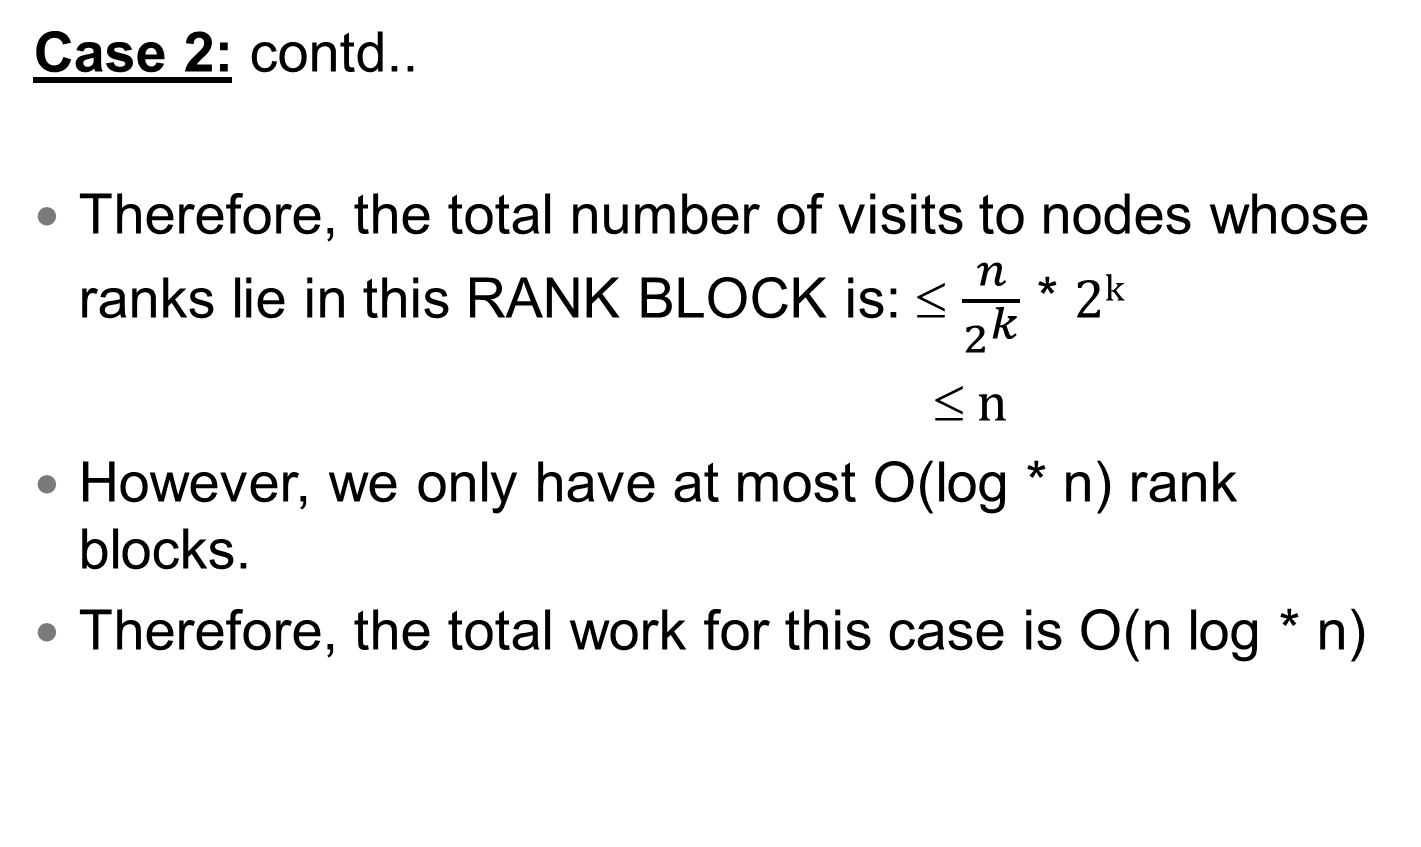 Case 2: contd..
• Therefore, the total number of visits to nodes whose
ranks lie in this RANK BLOCK is: ≤ n/2^k * 2^k
≤ n
• However, we only have at most O(log * n) rank
blocks.
• Therefore, the total work for this case is O(n log * n)